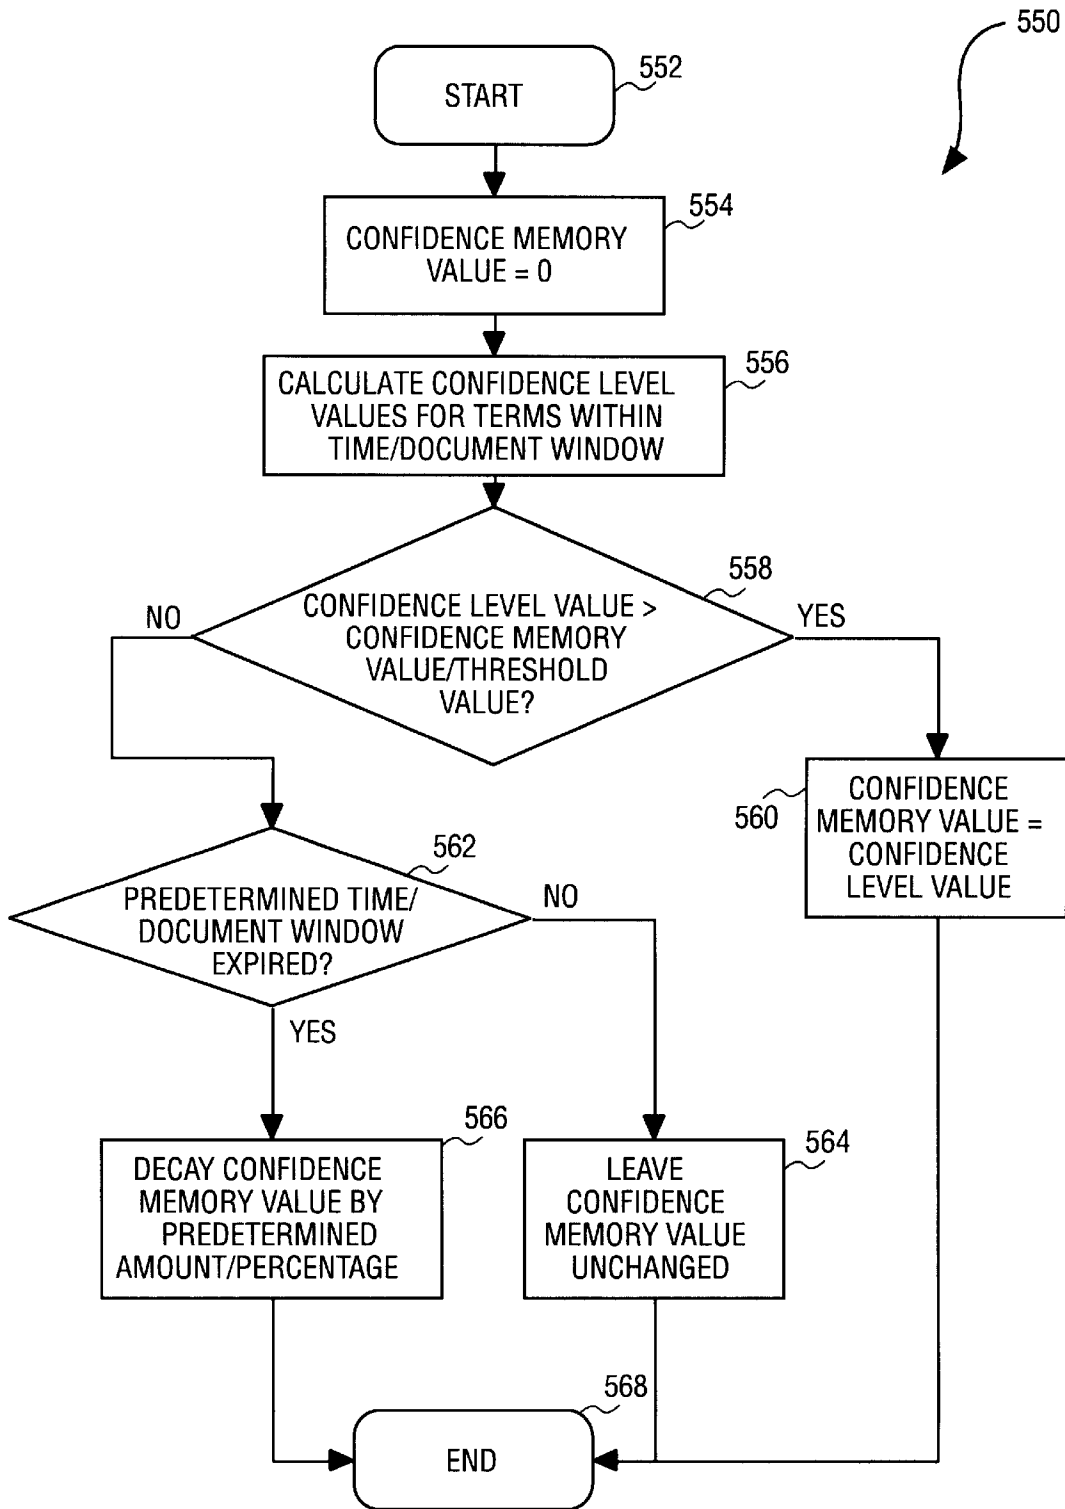 550
START
552
554
CONFIDENCE MEMORY
VALUE = 0
556
CALCULATE CONFIDENCE LEVEL
VALUES FOR TERMS WITHIN
TIME/DOCUMENT WINDOW
558
NO
CONFIDENCE LEVEL VALUE >
CONFIDENCE MEMORY
VALUE/THRESHOLD
VALUE?
YES
560
CONFIDENCE
MEMORY VALUE =
CONFIDENCE
LEVEL VALUE
562
PREDETERMINED TIME/
DOCUMENT WINDOW
EXPIRED?
NO
YES
566
DECAY CONFIDENCE
MEMORY VALUE BY
PREDETERMINED
AMOUNT/PERCENTAGE
564
LEAVE
CONFIDENCE
MEMORY VALUE
UNCHANGED
568
END